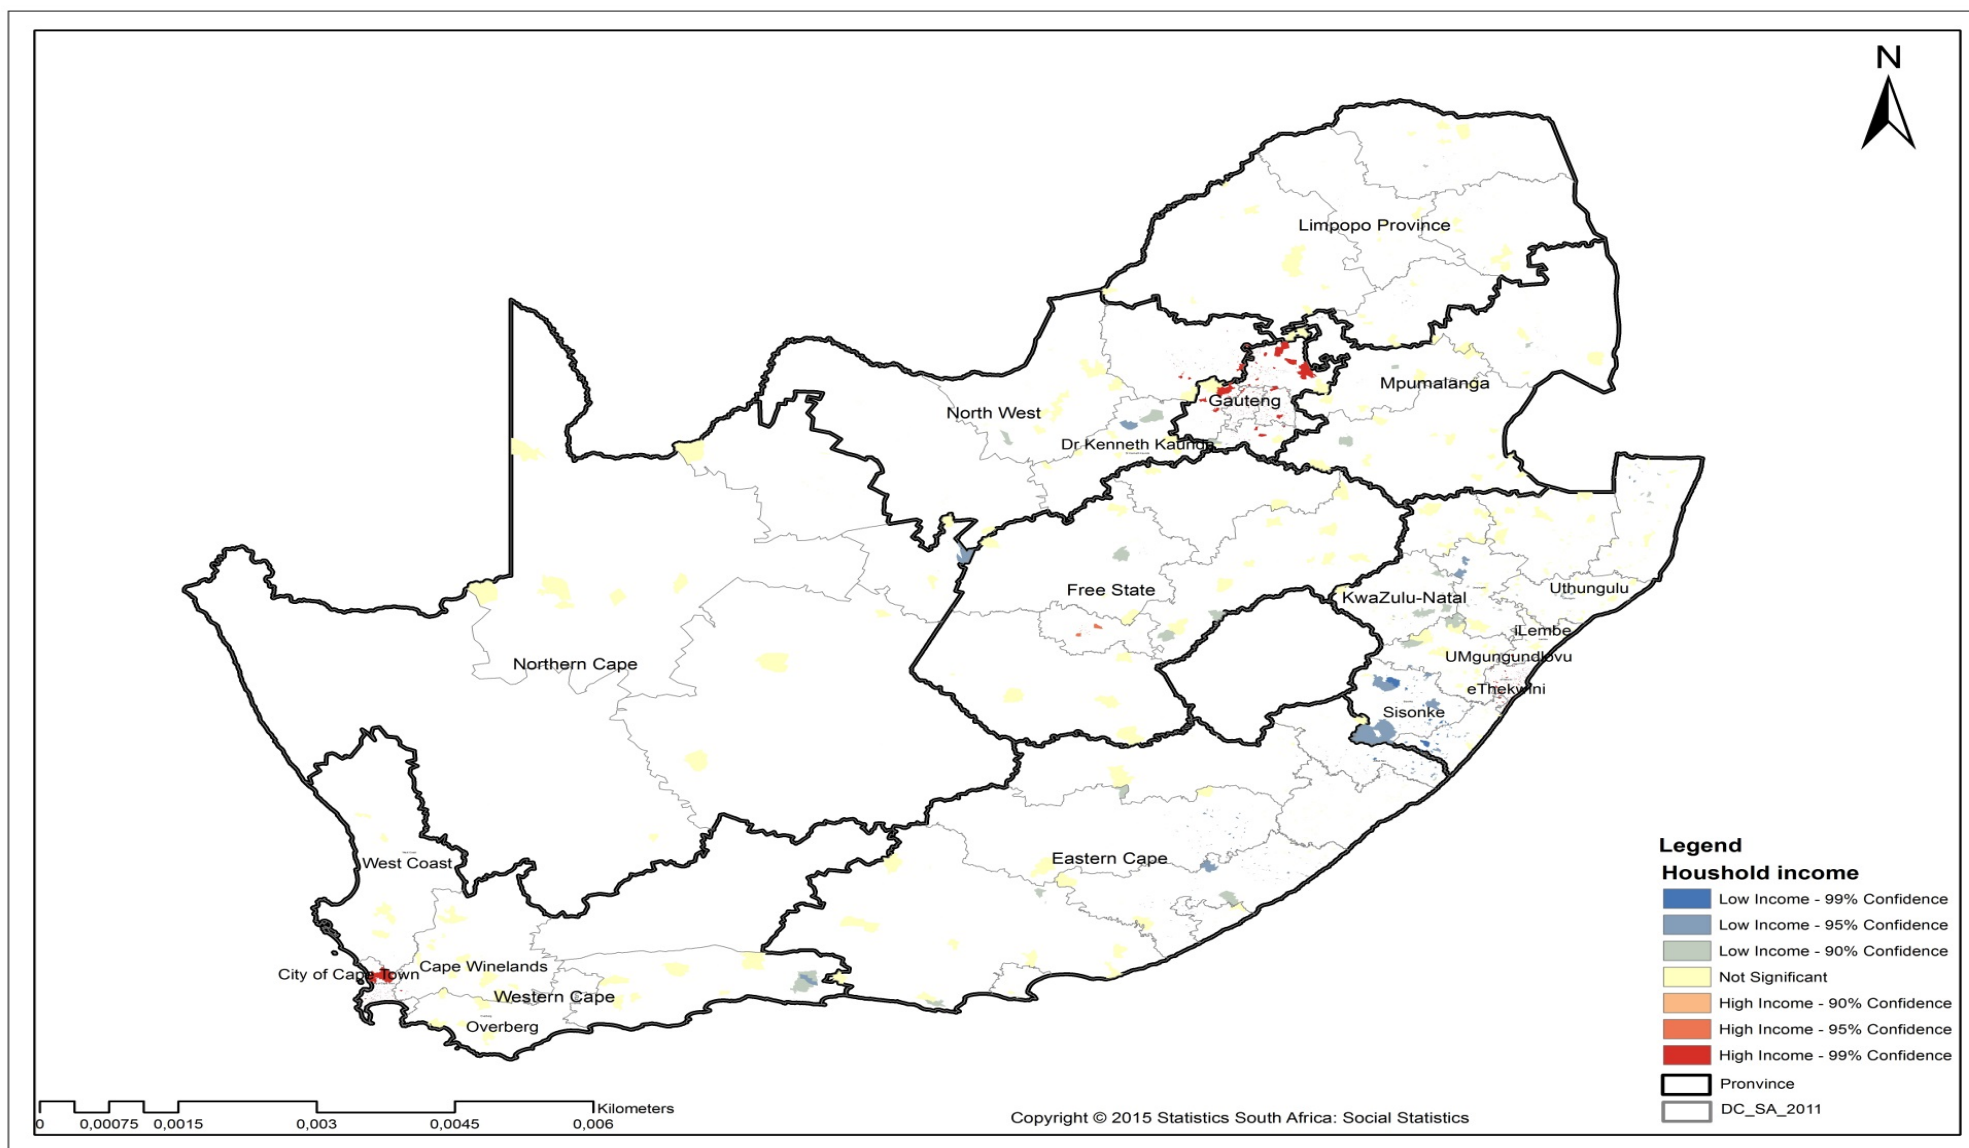 N
Limpopo Province
Mpumalanga
Gauteng
North West
Dr Kenneth Kaunda
Free State
KwaZulu-Natal
Uthungulu
iLembe
UMgungundlovu
eThekwini
Sisonke
Northern Cape
Eastern Cape
West Coast
City of Cape Town
Cape Winelands
Western Cape
Overberg
Legend
Houshold income
Low Income - 99% Confidence
Low Income - 95% Confidence
Low Income - 90% Confidence
Not Significant
High Income - 90% Confidence
High Income - 95% Confidence
High Income - 99% Confidence
Pronvince
DC_SA_2011
Kilometers
0 0,00075 0,0015 0,003 0,0045 0,006
Copyright © 2015 Statistics South Africa: Social Statistics